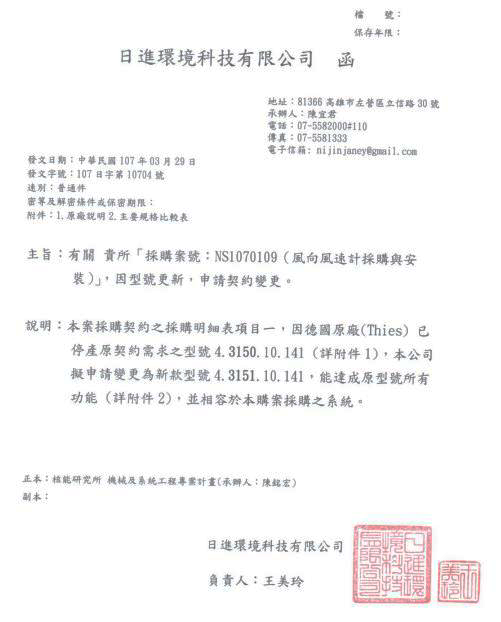 檔　號：
保存年限：
日進環境科技有限公司　函
地址：81366 高雄市左營區立信路 30 號
承辦人：陳宜君
電話：07-5582000#110
傳真：07-5581333
電子信箱: nijinjaney@gmail.com
發文日期：中華民國 107 年 03 月 29 日
發文字號：107 日字第 10704 號
速別：普通件
密等及解密條件或保密期限：
附件：1.原廠說明 2.主要規格比較表
主旨：有關 貴所「採購案號：NS1070109（風向風速計採購與安
裝）」，因型號更新，申請契約變更。
說明：本案採購契約之採購明細表項目一，因德國原廠(Thies) 已
停產原契約需求之型號 4.3150.10.141（詳附件 1），本公司
擬申請變更為新款型號 4.3151.10.141，能達成原型號所有
功能（詳附件 2），並相容於本購案採購之系統。
正本：核能研究所 機械及系統工程專案計畫(承辦人：陳銘宏)
副本：
日進環境科技有限公司
負責人：王美玲
日進環境科技有限公司
王美玲